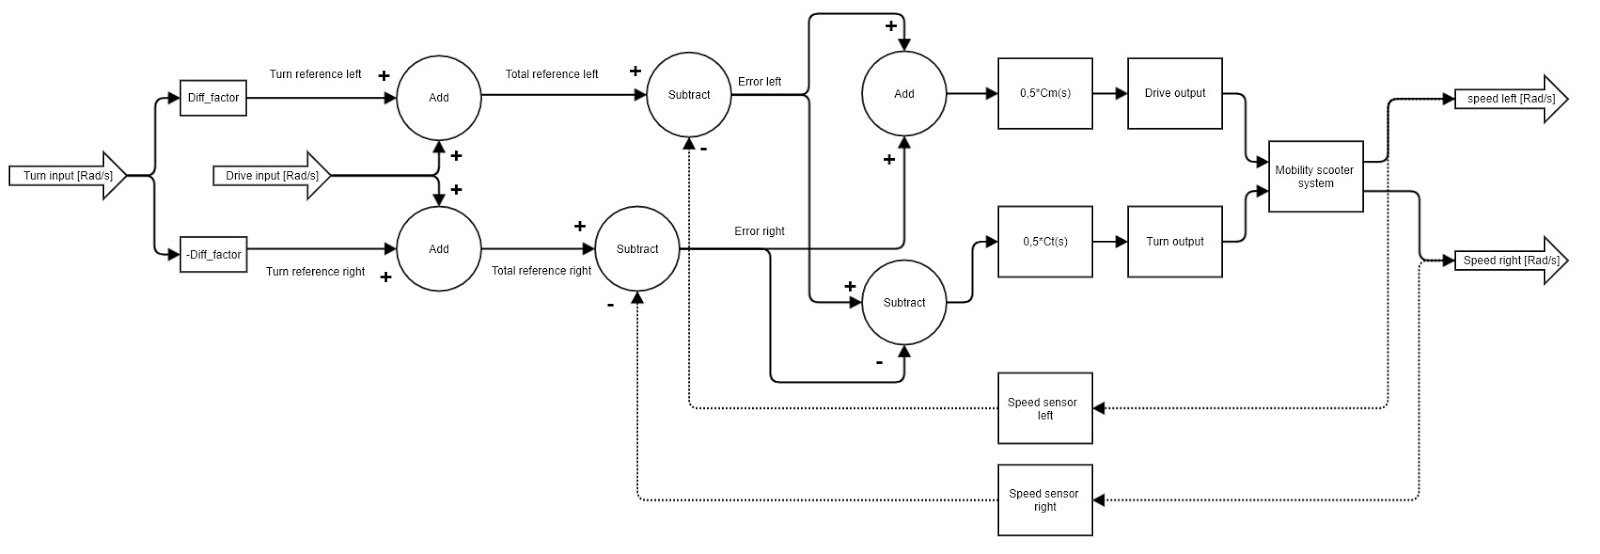 Turn input [Rad/s]
Diff_factor
-Diff_factor
Drive input [Rad/s]
Turn reference left
+
Add
+
+
Add
Turn reference right
+
Total reference left
+
Subtract
-
Total reference right
+
Subtract
-
Error left
Error right
+
Add
+
+
Subtract
-
0,5*Cm(s)
Drive output
0,5*Ct(s)
Turn output
Mobility scooter
system
speed left [Rad/s]
Speed right [Rad/s]
Speed sensor
left
Speed sensor
right